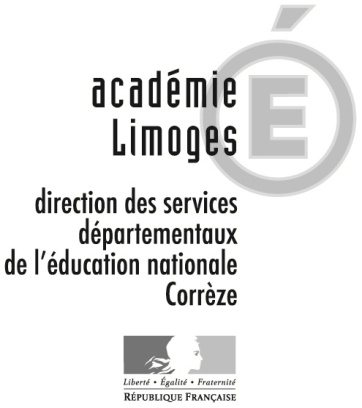 académie
Limoges
É
direction des services
départementaux
de l'éducation nationale
Corrèze
Liberté • Égalité • Fraternité
RÉPUBLIQUE FRANÇAISE